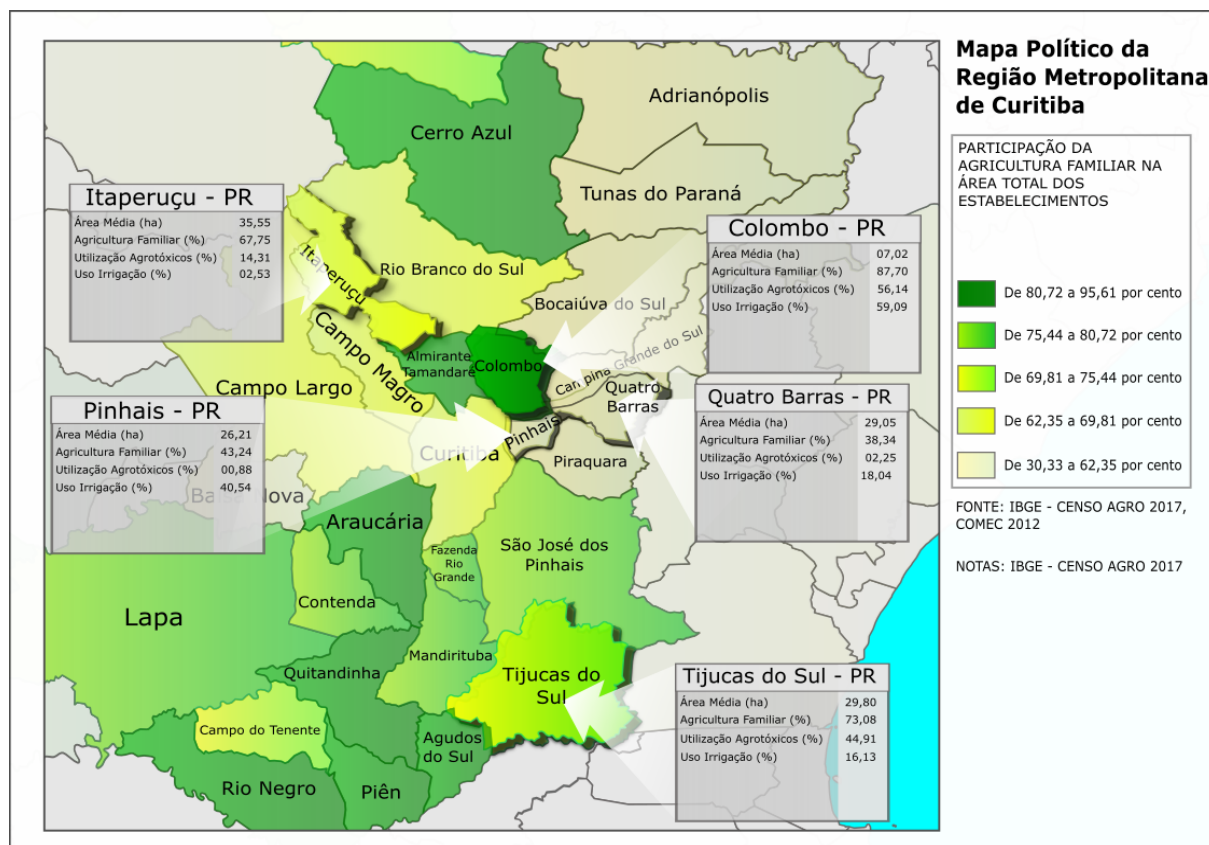 Mapa Político da
Região Metropolitana
de Curitiba
PARTICIPAÇÃO DA
AGRICULTURA FAMILIAR NA
ÁREA TOTAL DOS
ESTABELECIMENTOS
De 80,72 a 95,61 por cento
De 75,44 a 80,72 por cento
De 69,81 a 75,44 por cento
De 62,35 a 69,81 por cento
De 30,33 a 62,35 por cento
FONTE: IBGE - CENSO AGRO 2017,
COMEC 2012
NOTAS: IBGE - CENSO AGRO 2017
Adrianópolis
Cerro Azul
Tunas do Paraná
Itaperuçu - PR
Área Média (ha) 35,55
Agricultura Familiar (%) 67,75
Utilização Agrotóxicos (%) 14,31
Uso Irrigação (%) 02,53
Colombo - PR
Área Média (ha) 07,02
Agricultura Familiar (%) 87,70
Utilização Agrotóxicos (%) 56,14
Uso Irrigação (%) 59,09
Itaperuçu
Rio Branco do Sul
Bocaiúva do Sul
Campo Magro
Almirante
Tamandaré
Colombo
Campina Grande do Sul
Campo Largo
Quatro
Barras
Pinhais - PR
Área Média (ha) 26,21
Agricultura Familiar (%) 43,24
Utilização Agrotóxicos (%) 00,88
Uso Irrigação (%) 40,54
Quatro Barras - PR
Área Média (ha) 29,05
Agricultura Familiar (%) 38,34
Utilização Agrotóxicos (%) 02,25
Uso Irrigação (%) 18,04
Pinhais
Curitiba
Piraquara
Balsa Nova
Araucária
Fazenda
Rio
Grande
São José dos
Pinhais
Contenda
Lapa
Mandirituba
Quitandinha
Tijucas do
Sul
Tijucas do Sul - PR
Área Média (ha) 29,80
Agricultura Familiar (%) 73,08
Utilização Agrotóxicos (%) 44,91
Uso Irrigação (%) 16,13
Campo do Tenente
Agudos
do Sul
Rio Negro
Piên